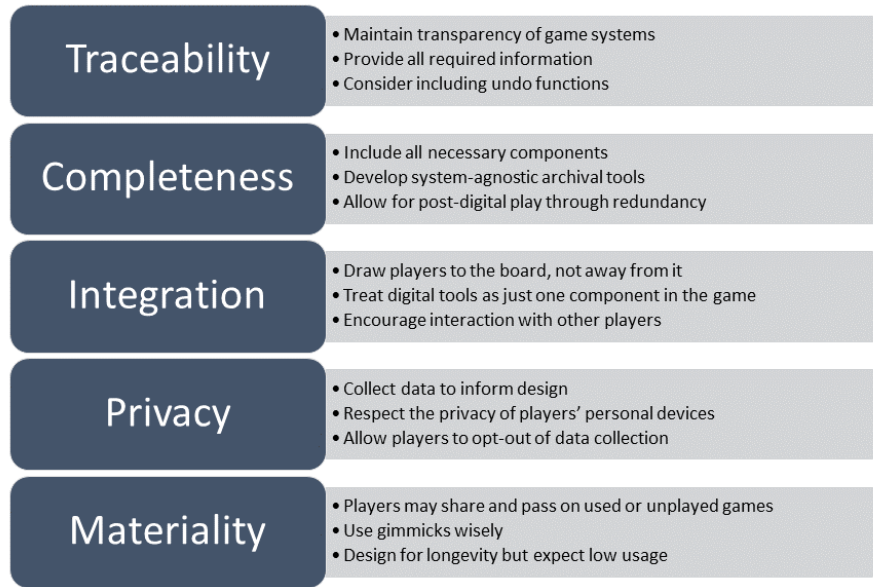 Traceability
• Maintain transparency of game systems
• Provide all required information
• Consider including undo functions
Completeness
• Include all necessary components
• Develop system-agnostic archival tools
• Allow for post-digital play through redundancy
Integration
• Draw players to the board, not away from it
• Treat digital tools as just one component in the game
• Encourage interaction with other players
Privacy
• Collect data to inform design
• Respect the privacy of players’ personal devices
• Allow players to opt-out of data collection
Materiality
• Players may share and pass on used or unplayed games
• Use gimmicks wisely
• Design for longevity but expect low usage